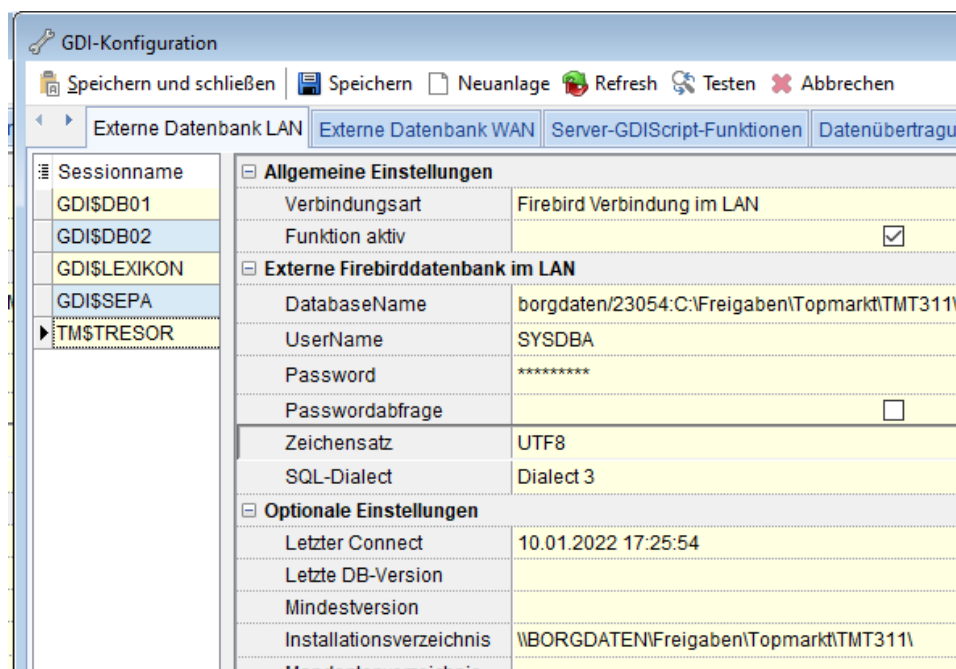 GDI-Konfiguration
Speichern und schließen Speichern Neuanlage Refresh Testen Abbrechen
Externe Datenbank LAN Externe Datenbank WAN Server-GDIScript-Funktionen Datenübertragu
Sessionname
GDI$DB01
GDI$DB02
GDI$LEXIKON
GDI$SEPA
TM$TRESOR
Allgemeine Einstellungen
Verbindungsart Firebird Verbindung im LAN
Funktion aktiv
Externe Firebirddatenbank im LAN
DatabaseName borgdaten/23054:C:\Freigaben\Topmarkt\TMT311\
UserName SYSDBA
Password *********
Passwordabfrage
Zeichensatz UTF8
SQL-Dialect Dialect 3
Optionale Einstellungen
Letzter Connect 10.01.2022 17:25:54
Letzte DB-Version
Mindestversion
Installationsverzeichnis \\BORGDATEN\Freigaben\Topmarkt\TMT311\